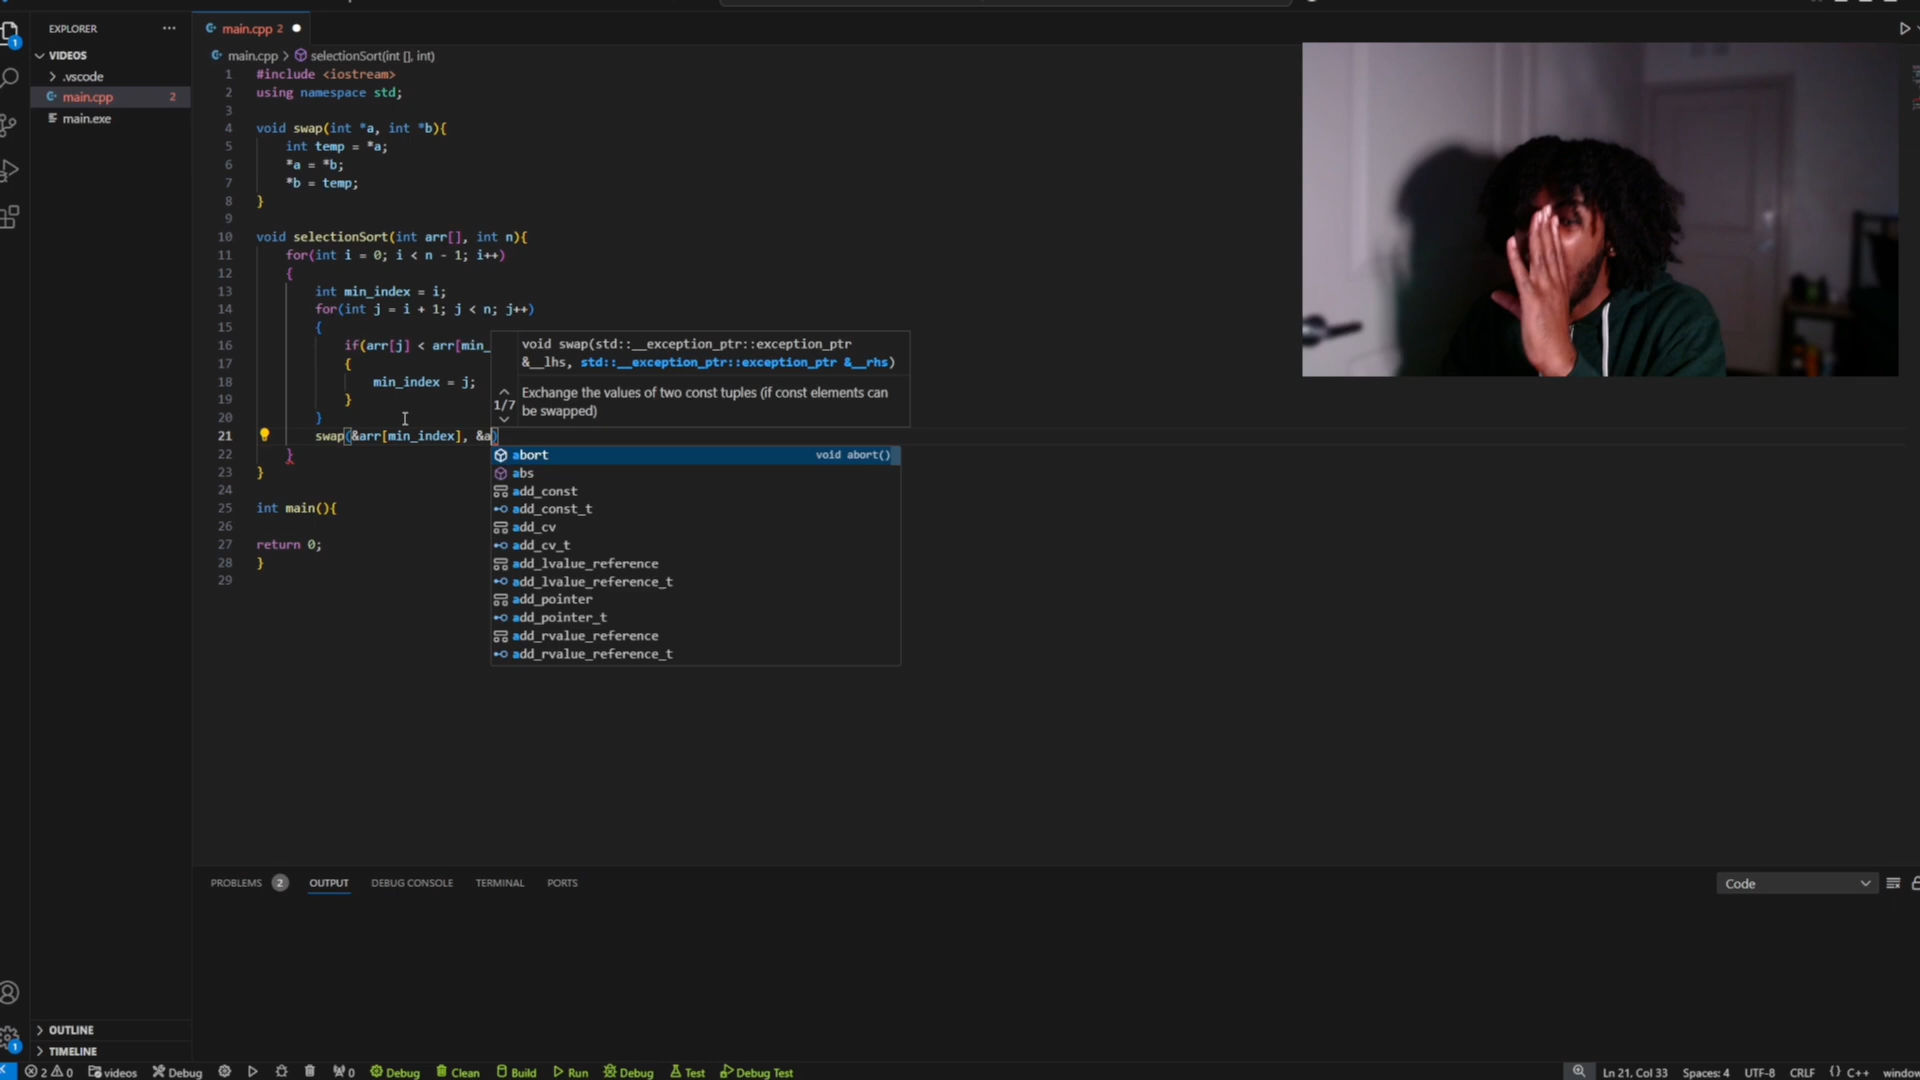 EXPLORER
VIDEOS
.vscode
main.cpp 2
main.exe
main.cpp 2
main.cpp > selectionSort(int [], int)
1 #include <iostream>
2 using namespace std;
3
4 void swap(int *a, int *b){
5 int temp = *a;
6 *a = *b;
7 *b = temp;
8 }
9
10 void selectionSort(int arr[], int n){
11 for(int i = 0; i < n - 1; i++)
12 {
13 int min_index = i;
14 for(int j = i + 1; j < n; j++)
15 {
16 if(arr[j] < arr[min_
17 {
18 min_index = j;
19 }
20 }
21 swap(&arr[min_index], &a)
22 }
23 }
24
25 int main(){
26
27 return 0;
28 }
29
void swap(std::__exception_ptr::exception_ptr
&__lhs, std::__exception_ptr::exception_ptr &__rhs)
1/7
Exchange the values of two const tuples (if const elements can
be swapped)
abort void abort()
abs
add_const
add_const_t
add_cv
add_cv_t
add_lvalue_reference
add_lvalue_reference_t
add_pointer
add_pointer_t
add_rvalue_reference
add_rvalue_reference_t
PROBLEMS 2 OUTPUT DEBUG CONSOLE TERMINAL PORTS
Code
1
1
OUTLINE
TIMELINE
2 0 videos Debug 0 Debug Clean Build Run Debug Test Debug Test
Ln 21, Col 33 Spaces: 4 UTF-8 CRLF {} C++ window